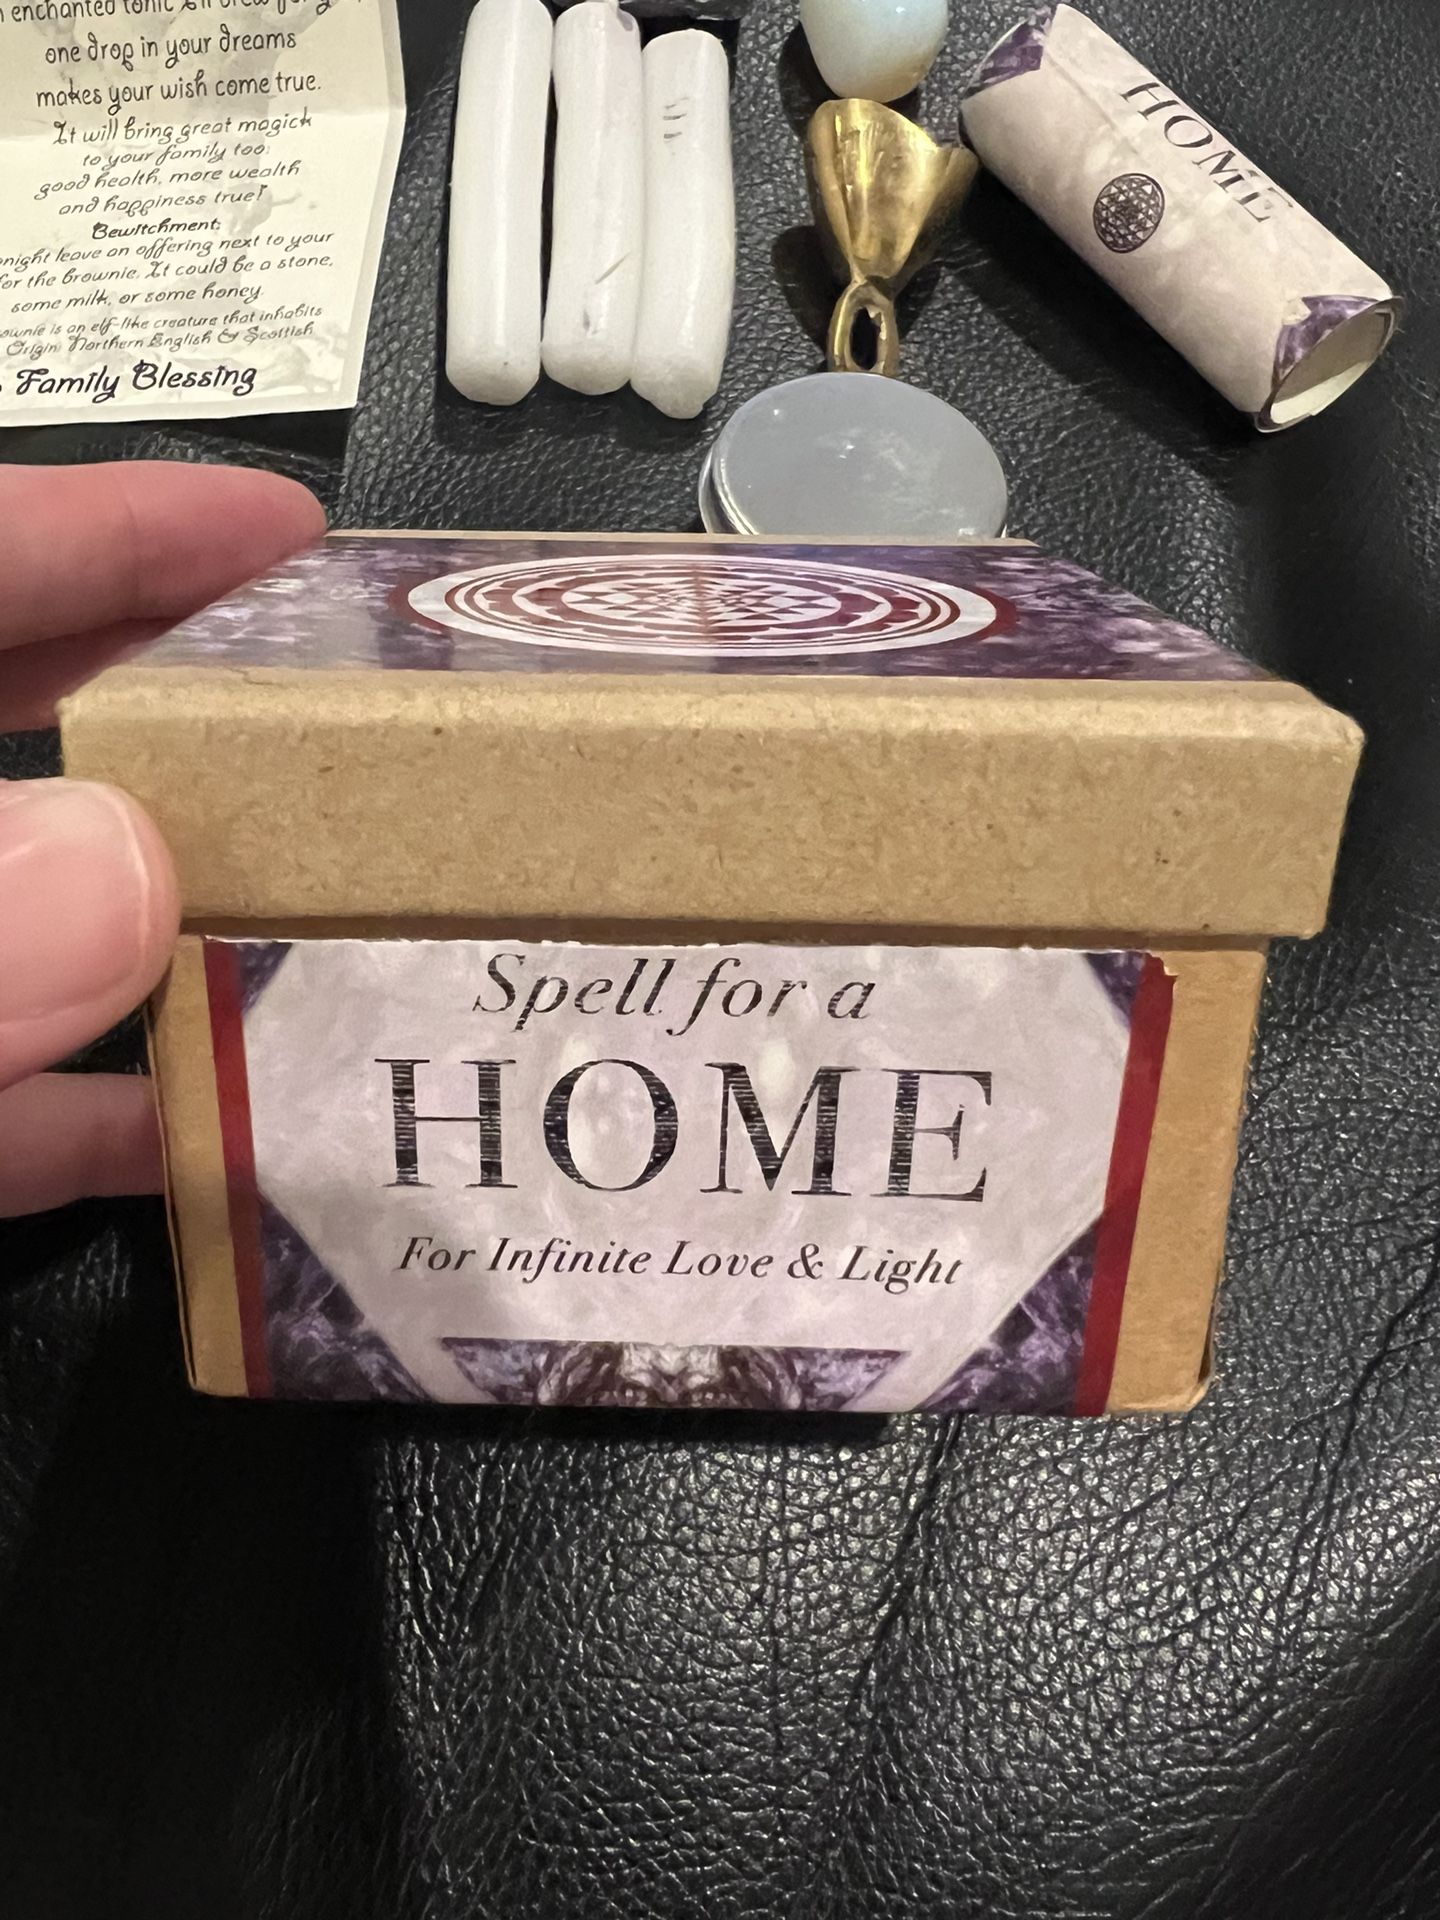 enchanted tonic
one drop in your dreams
makes your wish come true.
It will bring great magick
to your family too:
good health, more wealth
and happiness true!
Bewitchment:
night leave an offering next to your
for the brownie. It could be a stone,
some milk, or some honey.
is an elf-like creature that inhabits
Origin: Northern English & Scottish
Family Blessing
HOME
Spell for a
HOME
For Infinite Love & Light